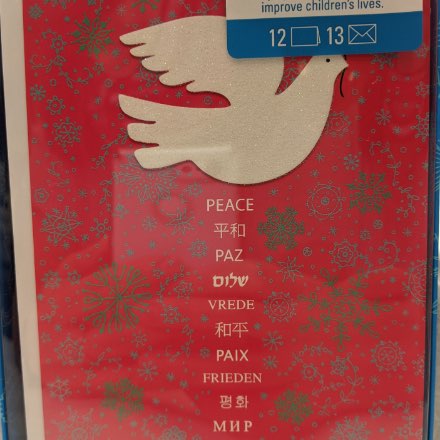 improve children's lives.
12 13
PEACE
平和
PAZ
שלום
VREDE
和平
PAIX
FRIEDEN
평화
МИР